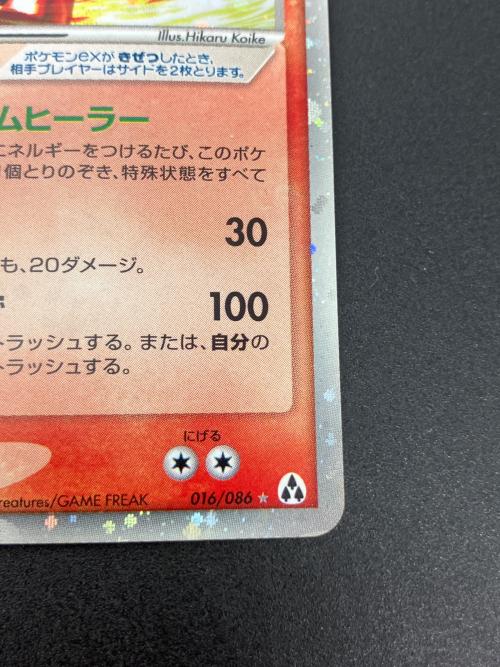 Illus.Hikaru Koike
ポケモンexが きぜつしたとき、
相手プレイヤーはサイドを2枚とります。
ムヒーラー
エネルギーをつけるたび、このポケ
個とりのぞき、特殊状態をすべて
30
も、20ダメージ。
100
トラッシュする。または、自分の
トラッシュする。
にげる
reatures/GAME FREAK
016/086 ★